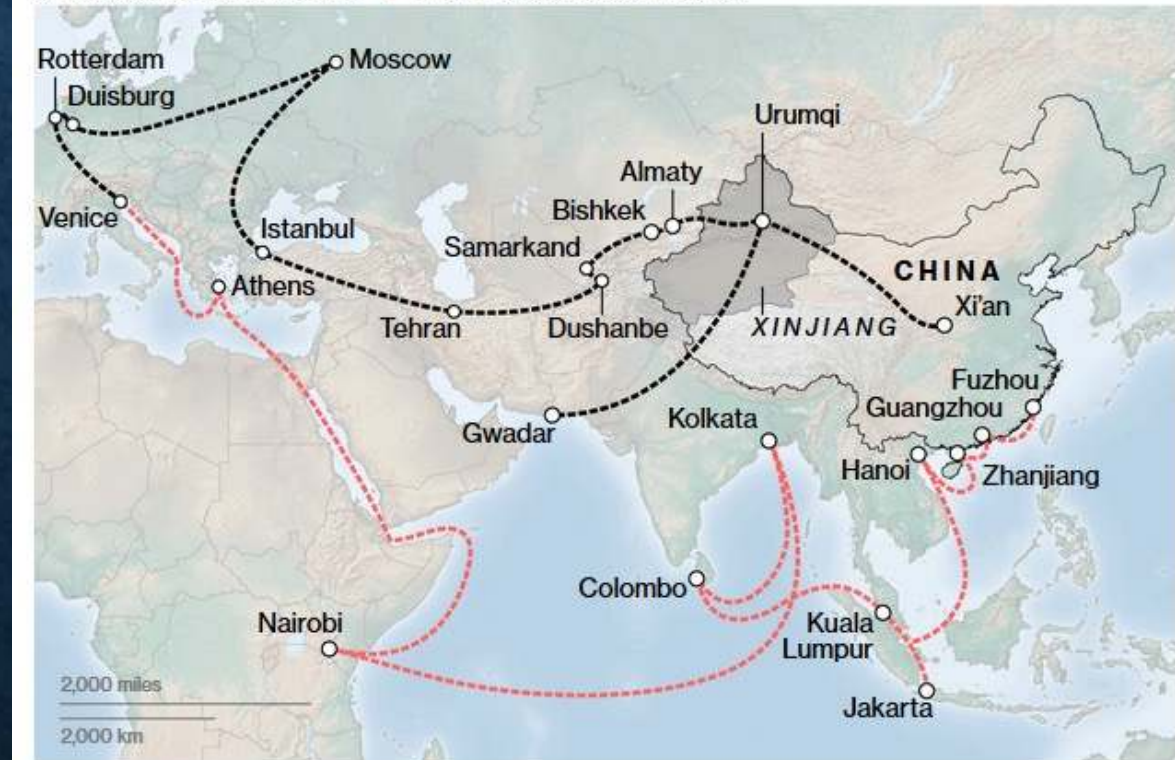 Rotterdam
Duisburg
Moscow
Urumqi
Almaty
Bishkek
Venice
Istanbul
Samarkand
CHINA
Athens
Xi'an
Tehran
Dushanbe
XINJIANG
Fuzhou
Guangzhou
Kolkata
Gwadar
Hanoi
Zhanjiang
Colombo
Nairobi
Kuala
Lumpur
2,000 miles
Jakarta
2,000 km